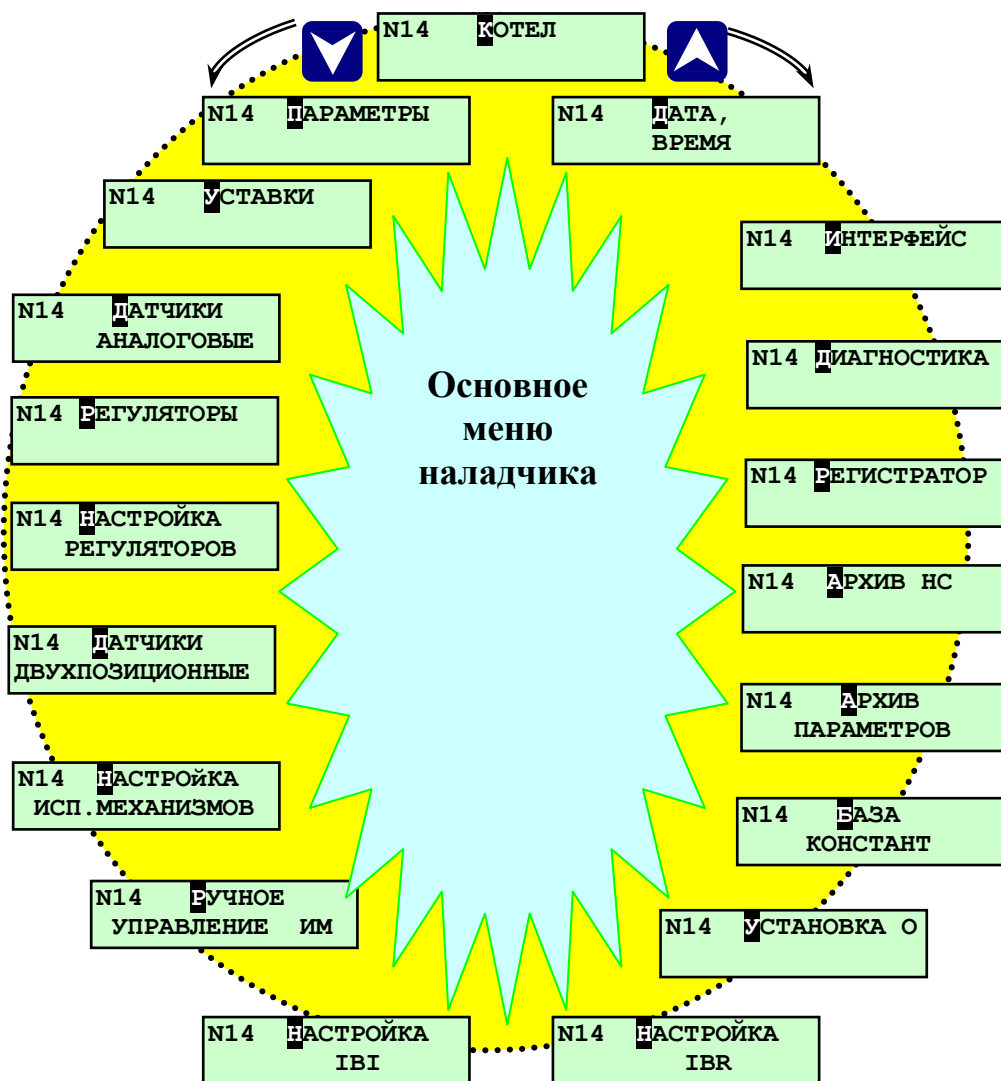 N14 КОТЕЛ
N14 ПАРАМЕТРЫ
N14 ДАТА,
ВРЕМЯ
N14 УСТАВКИ
N14 ИНТЕРФЕЙС
N14 ДАТЧИКИ
АНАЛОГОВЫЕ
N14 ДИАГНОСТИКА
Основное
меню
наладчика
N14 РЕГУЛЯТОРЫ
N14 РЕГИСТРАТОР
N14 НАСТРОЙКА
РЕГУЛЯТОРОВ
N14 АРХИВ НС
N14 ДАТЧИКИ
ДВУХПОЗИЦИОННЫЕ
N14 АРХИВ
ПАРАМЕТРОВ
N14 НАСТРОйКА
ИСП.МЕХАНИЗМОВ
N14 БАЗА
КОНСТАНТ
N14 РУЧНОЕ
УПРАВЛЕНИЕ ИМ
N14 УСТАНОВКА О
N14 НАСТРОЙКА
IBI
N14 НАСТРОЙКА
IBR